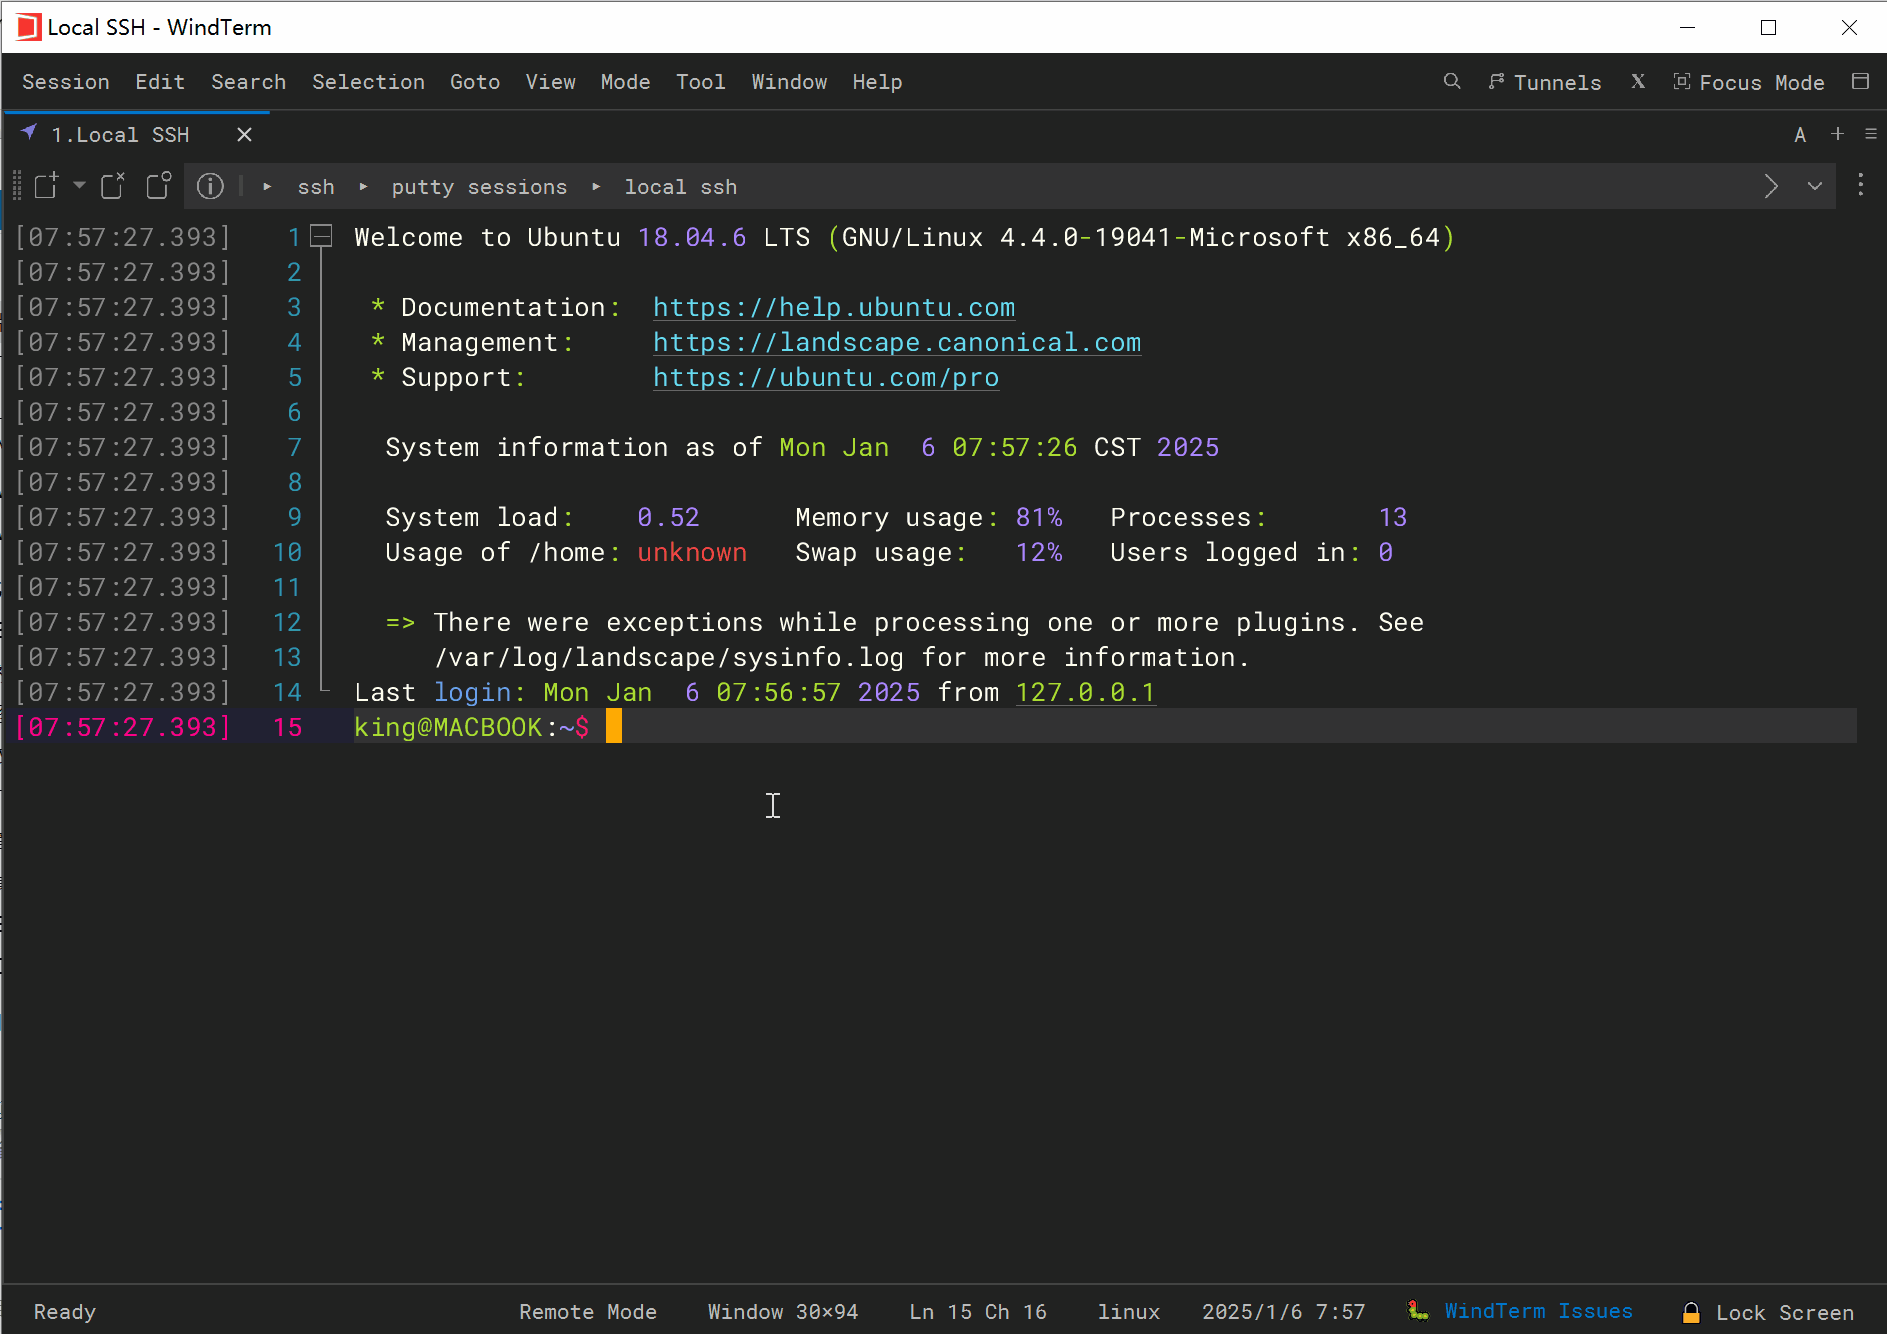 Local SSH - WindTerm
Session Edit Search Selection Goto View Mode Tool Window Help Tunnels X Focus Mode
1.Local SSH A
ssh putty sessions local ssh
[07:57:27.393] 1 Welcome to Ubuntu 18.04.6 LTS (GNU/Linux 4.4.0-19041-Microsoft x86_64)
[07:57:27.393] 2
[07:57:27.393] 3 * Documentation: https://help.ubuntu.com
[07:57:27.393] 4 * Management: https://landscape.canonical.com
[07:57:27.393] 5 * Support: https://ubuntu.com/pro
[07:57:27.393] 6
[07:57:27.393] 7 System information as of Mon Jan 6 07:57:26 CST 2025
[07:57:27.393] 8
[07:57:27.393] 9 System load: 0.52 Memory usage: 81% Processes: 13
[07:57:27.393] 10 Usage of /home: unknown Swap usage: 12% Users logged in: 0
[07:57:27.393] 11
[07:57:27.393] 12 => There were exceptions while processing one or more plugins. See
[07:57:27.393] 13 /var/log/landscape/sysinfo.log for more information.
[07:57:27.393] 14 Last login: Mon Jan 6 07:56:57 2025 from 127.0.0.1
[07:57:27.393] 15 king@MACBOOK:~$
Ready Remote Mode Window 30×94 Ln 15 Ch 16 linux 2025/1/6 7:57 WindTerm Issues Lock Screen